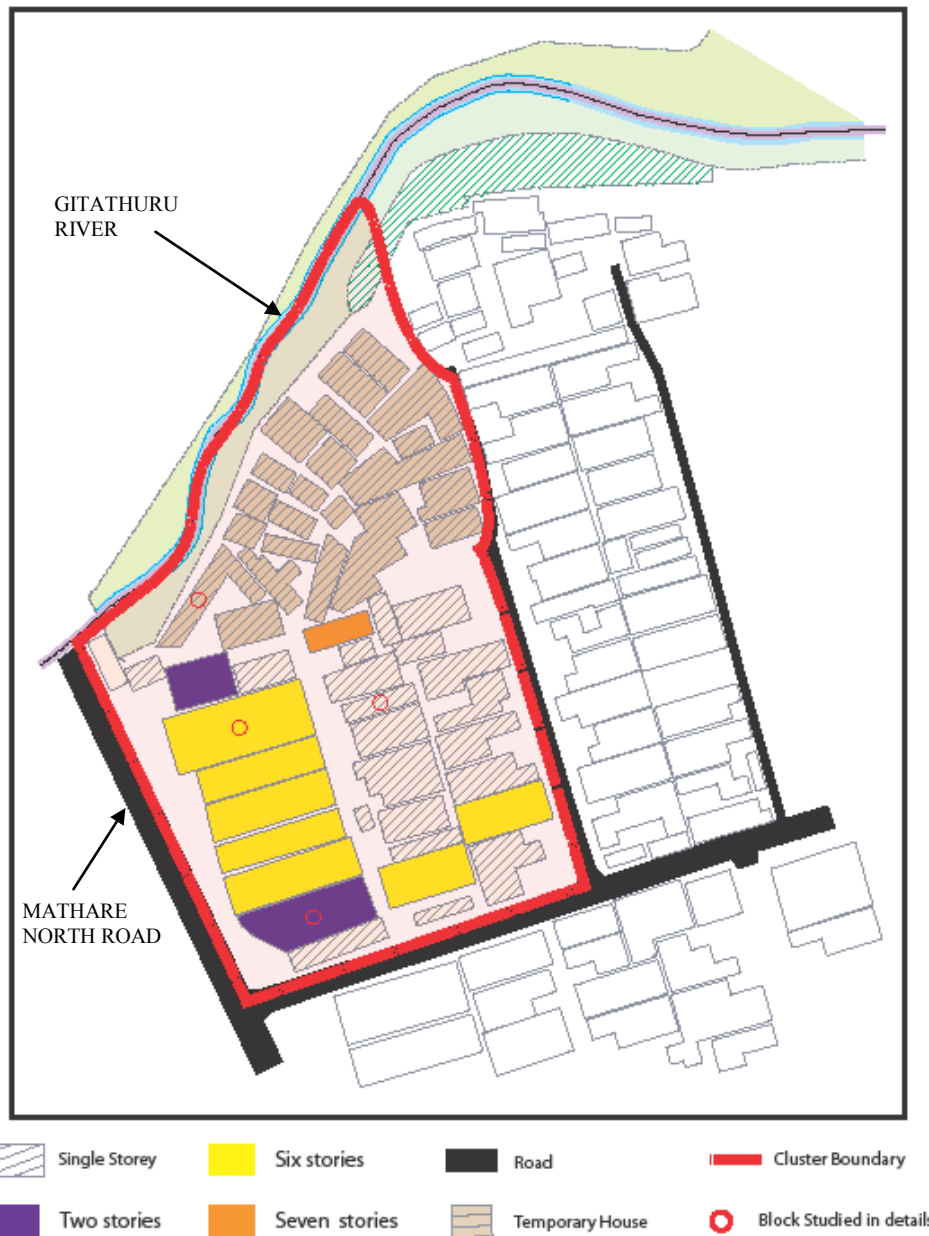 GITATHURU
RIVER
MATHARE
NORTH ROAD
Single Storey
Six stories
Road
Cluster Boundary
Two stories
Seven stories
Temporary House
Block Studied in details